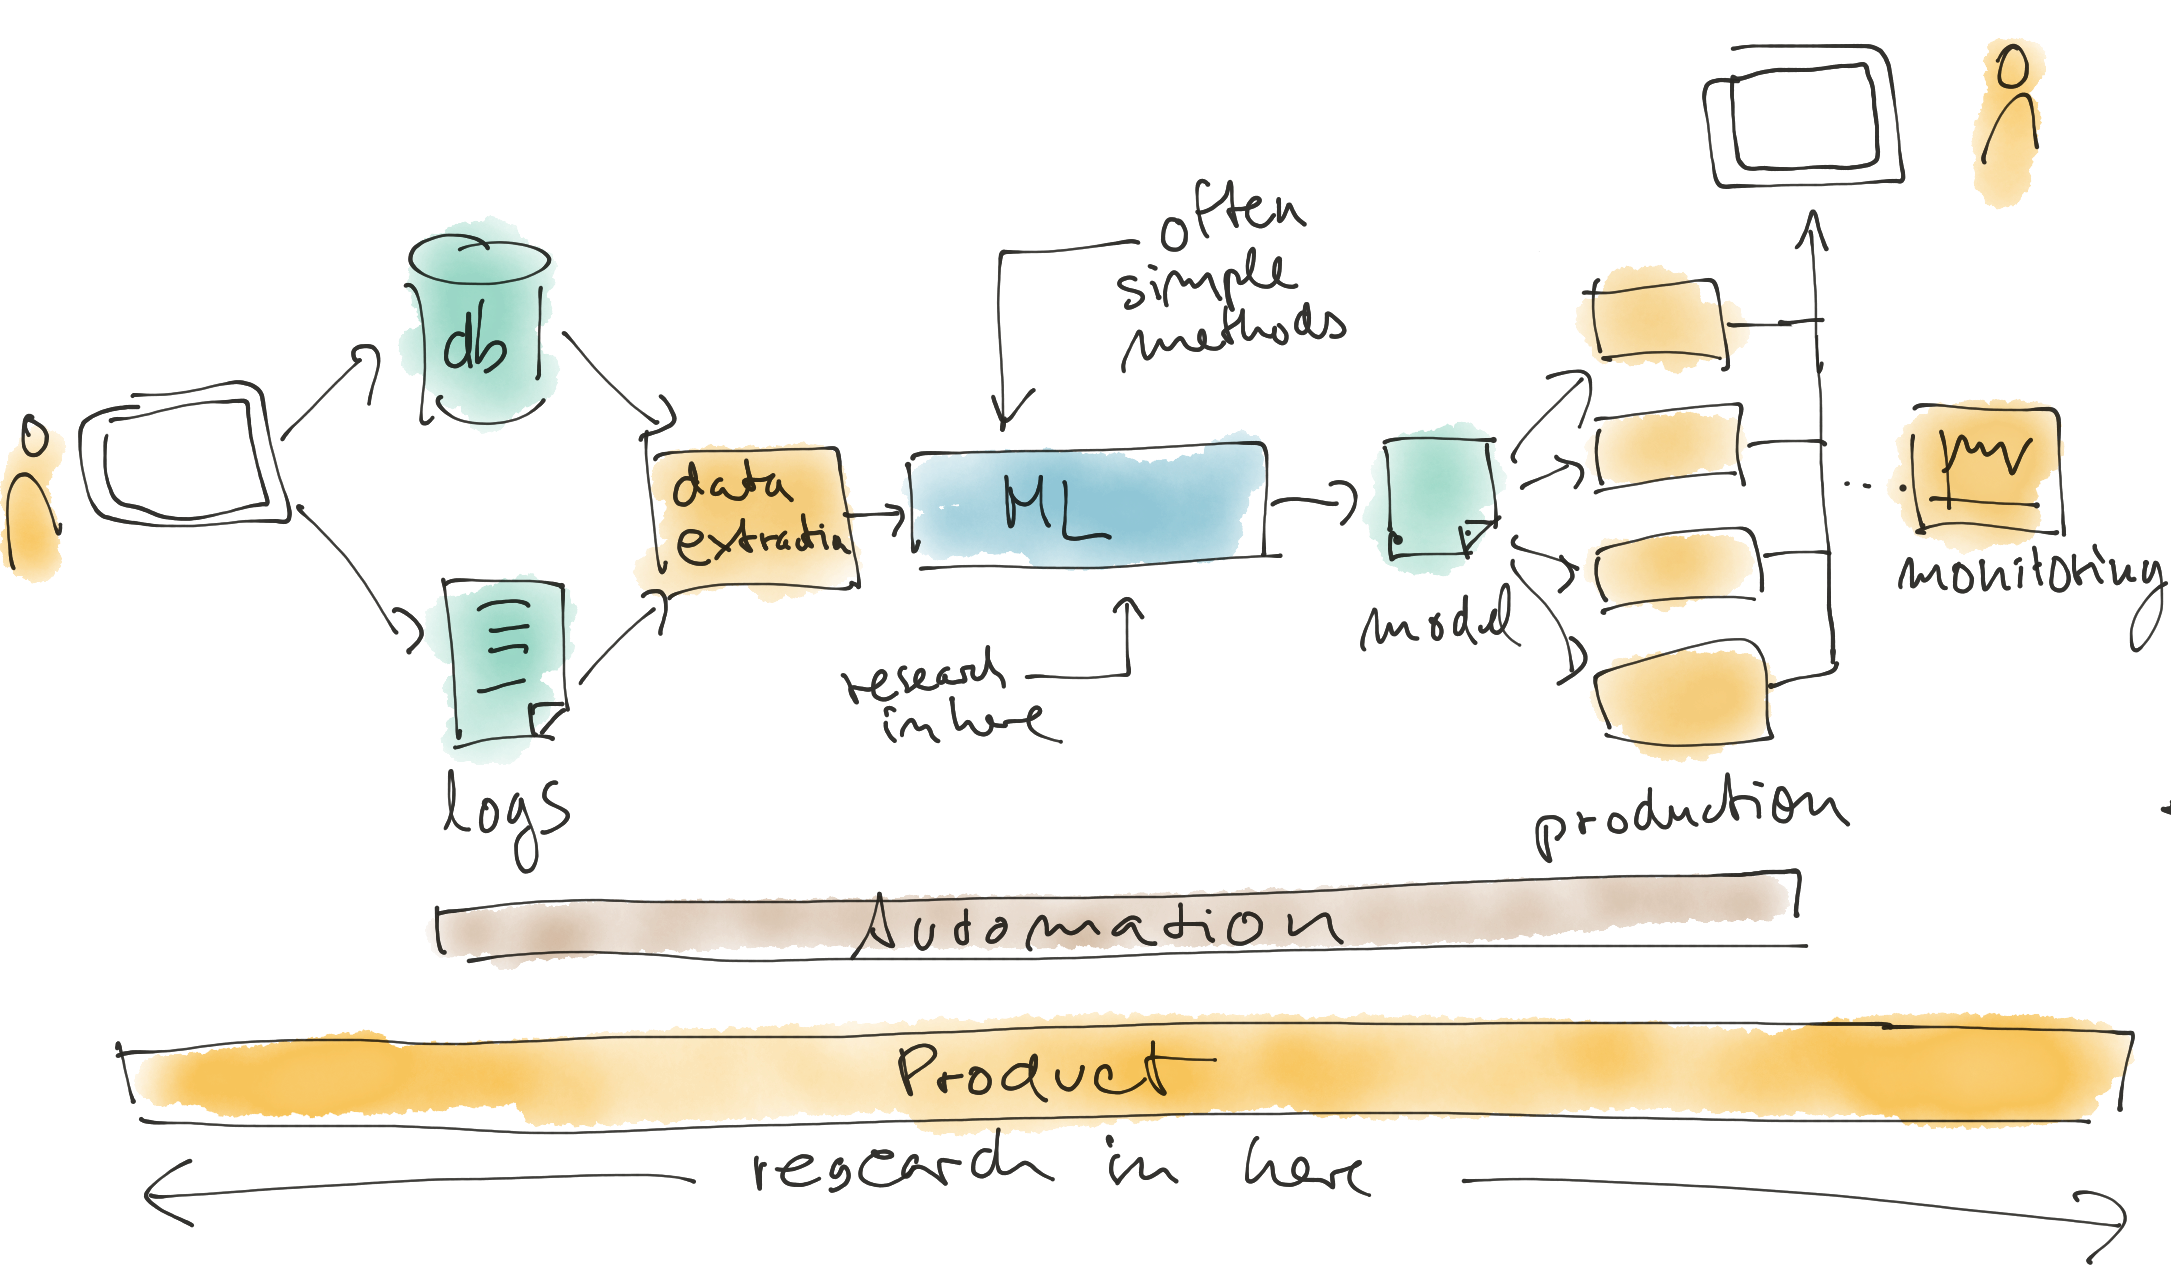 often
simple
methods
db
data
extraction
ML
model
monitoring
research
in here
logs
production
Automation
Product
research in here